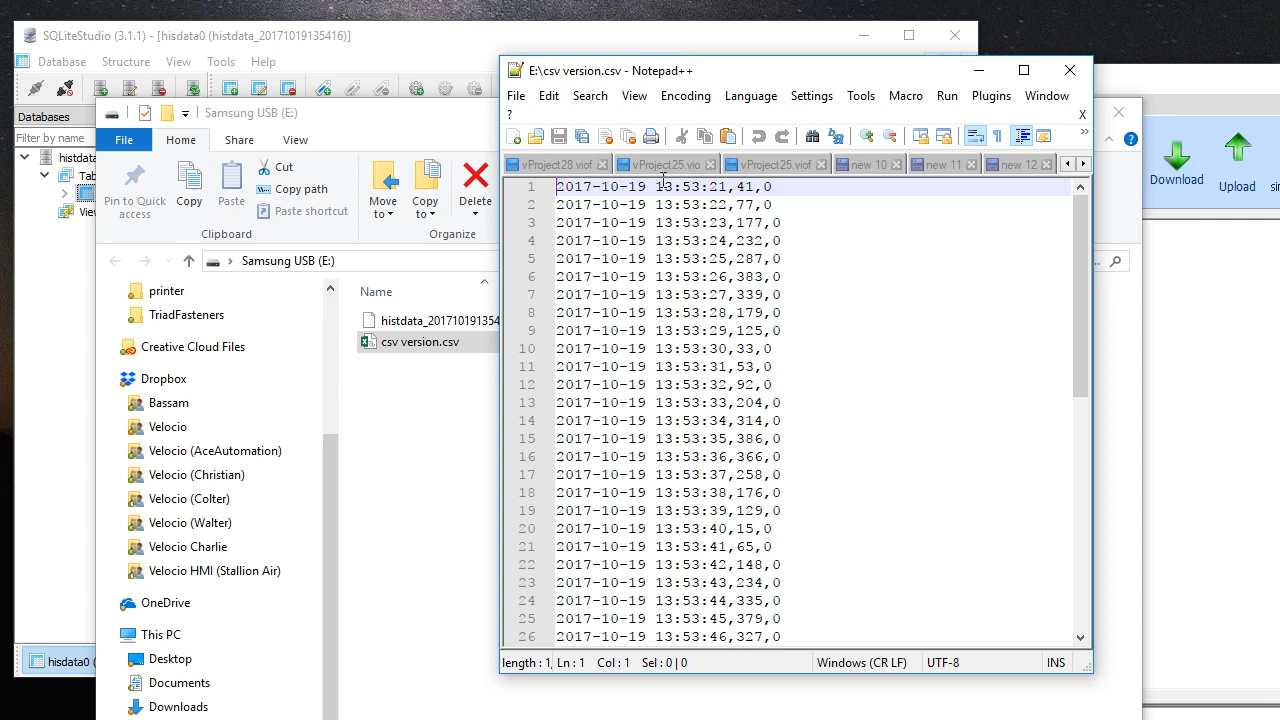 SQLiteStudio (3.1.1) - [hisdata0 (histdata_20171019135416)]
Database Structure View Tools Help
Databases
Filter by name
histdata
Tab
View
hisdata0 (
Samsung USB (E:)
File Home Share View
Pin to Quick access
Copy
Paste
Cut
Copy path
Paste shortcut
Clipboard
Move to
Copy to
Delete
Organize
Samsung USB (E:)
printer
TriadFasteners
Creative Cloud Files
Dropbox
Bassam
Velocio
Velocio (AceAutomation)
Velocio (Christian)
Velocio (Colter)
Velocio (Walter)
Velocio Charlie
Velocio HMI (Stallion Air)
OneDrive
This PC
Desktop
Documents
Downloads
Name
histdata_20171019 1354
csv version.csv
E:\csv version.csv - Notepad++
File Edit Search View Encoding Language Settings Tools Macro Run Plugins Window
? X
vProject28.viof vProject25.vio vProject25.viof new 10 new 11 new 12
1 2017-10-19 13:53:21,41,0
2 2017-10-19 13:53:22,77,0
3 2017-10-19 13:53:23,177,0
4 2017-10-19 13:53:24,232,0
5 2017-10-19 13:53:25,287,0
6 2017-10-19 13:53:26,383,0
7 2017-10-19 13:53:27,339,0
8 2017-10-19 13:53:28,179,0
9 2017-10-19 13:53:29,125,0
10 2017-10-19 13:53:30,33,0
11 2017-10-19 13:53:31,53,0
12 2017-10-19 13:53:32,92,0
13 2017-10-19 13:53:33,204,0
14 2017-10-19 13:53:34,314,0
15 2017-10-19 13:53:35,386,0
16 2017-10-19 13:53:36,366,0
17 2017-10-19 13:53:37,258,0
18 2017-10-19 13:53:38,176,0
19 2017-10-19 13:53:39,129,0
20 2017-10-19 13:53:40,15,0
21 2017-10-19 13:53:41,65,0
22 2017-10-19 13:53:42,148,0
23 2017-10-19 13:53:43,234,0
24 2017-10-19 13:53:44,335,0
25 2017-10-19 13:53:45,379,0
26 2017-10-19 13:53:46,327,0
length : 1, Ln : 1 Col : 1 Sel : 0 | 0 Windows (CR LF) UTF-8 INS
Download
Upload